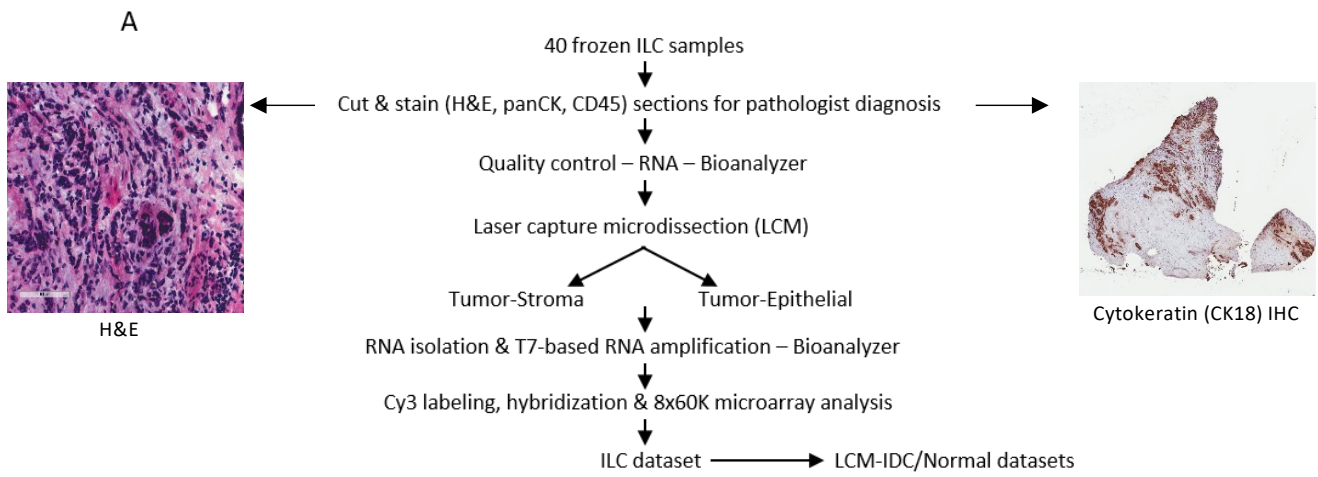 A
40 frozen ILC samples
Cut & stain (H&E, panCK, CD45) sections for pathologist diagnosis
Quality control – RNA – Bioanalyzer
Laser capture microdissection (LCM)
Tumor-Stroma Tumor-Epithelial
H&E
Cytokeratin (CK18) IHC
RNA isolation & T7-based RNA amplification – Bioanalyzer
Cy3 labeling, hybridization & 8x60K microarray analysis
ILC dataset LCM-IDC/Normal datasets